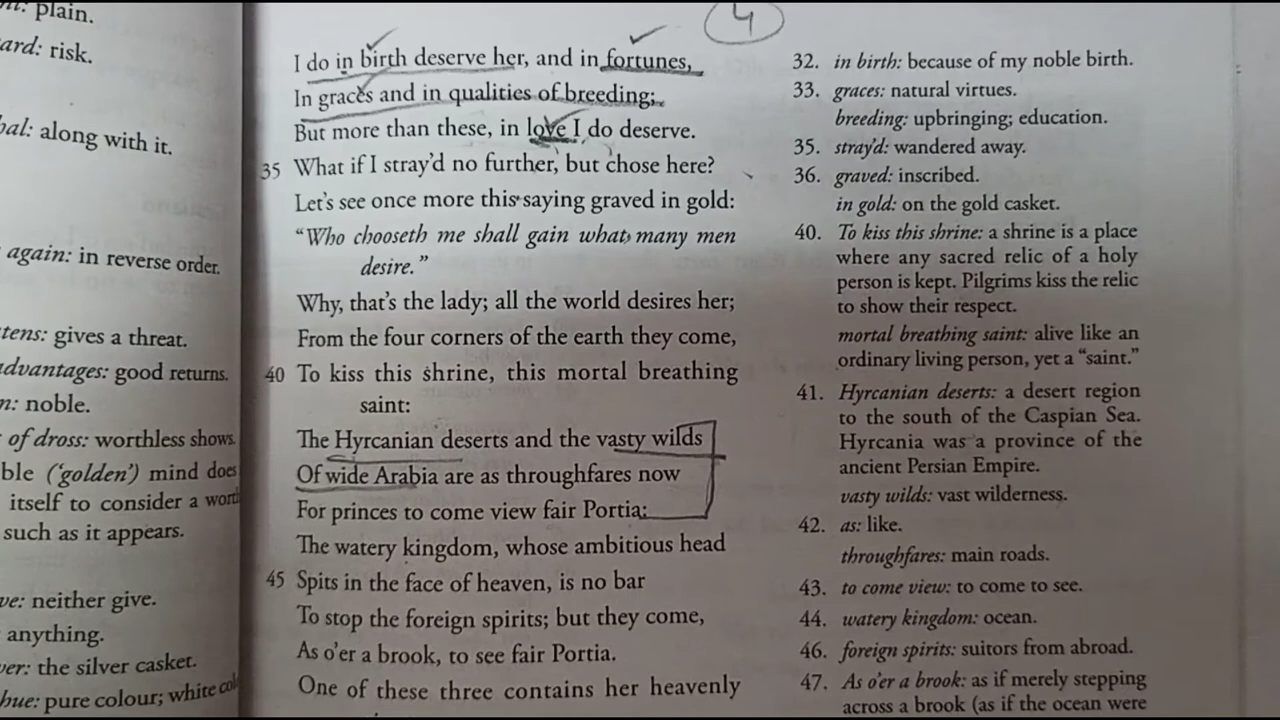 plain.
ard: risk.
bal: along with it.
again: in reverse order.
tens: gives a threat.
advantages: good returns.
n: noble.
of dross: worthless shows.
ble ('golden') mind does
itself to consider a
such as it appears.
ve: neither give.
anything.
ver: the silver casket.
hue: pure colour; white
4
I do in birth deserve her, and in fortunes,
In graces and in qualities of breeding;
But more than these, in love I do deserve.
35 What if I stray'd no further, but chose here?
Let's see once more this saying graved in gold:
“Who chooseth me shall gain what many men
desire.”
Why, that's the lady; all the world desires her;
From the four corners of the earth they come,
40 To kiss this shrine, this mortal breathing
saint:
The Hyrcanian deserts and the vasty wilds
Of wide Arabia are as throughfares now
For princes to come view fair Portia:
The watery kingdom, whose ambitious head
45 Spits in the face of heaven, is no bar
To stop the foreign spirits; but they come,
As o'er a brook, to see fair Portia.
One of these three contains her heavenly
32. in birth: because of my noble birth.
33. graces: natural virtues.
breeding: upbringing; education.
35. stray'd: wandered away.
36. graved: inscribed.
in gold: on the gold casket.
40. To kiss this shrine: a shrine is a place
where any sacred relic of a holy
person is kept. Pilgrims kiss the relic
to show their respect.
mortal breathing saint: alive like an
ordinary living person, yet a “saint.”
41. Hyrcanian deserts: a desert region
to the south of the Caspian Sea.
Hyrcania was a province of the
ancient Persian Empire.
vasty wilds: vast wilderness.
42. as: like.
throughfares: main roads.
43. to come view: to come to see.
44. watery kingdom: ocean.
46. foreign spirits: suitors from abroad.
47. As o'er a brook: as if merely stepping
across a brook (as if the ocean were